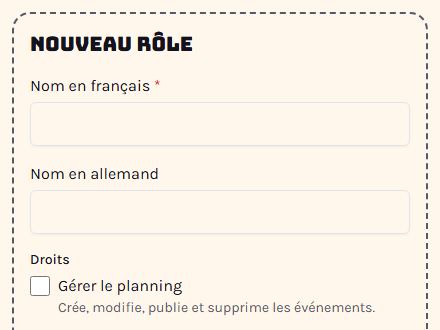 NOUVEAU RÔLE
Nom en français *
Nom en allemand
Droits
Gérer le planning
Crée, modifie, publie et supprime les événements.